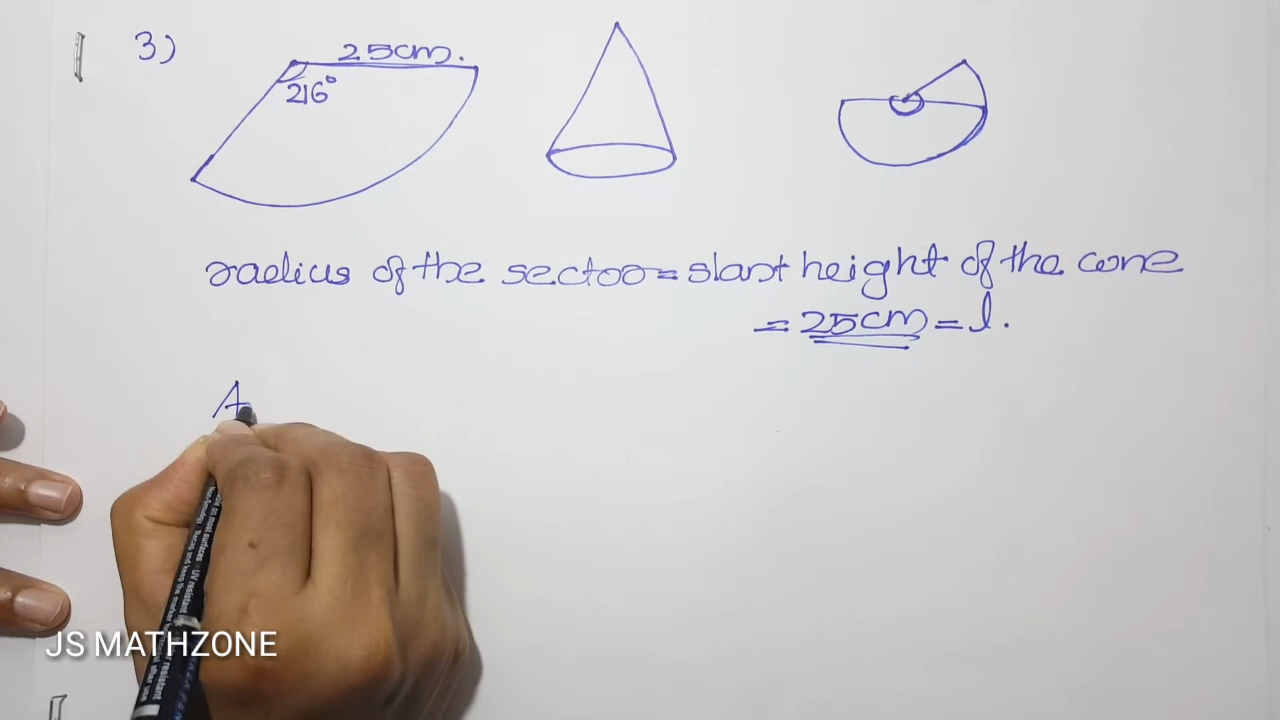 3)
25cm.
216°
radius of the sector = slant height of the cone
= 25cm = l.
A
JS MATHZONE